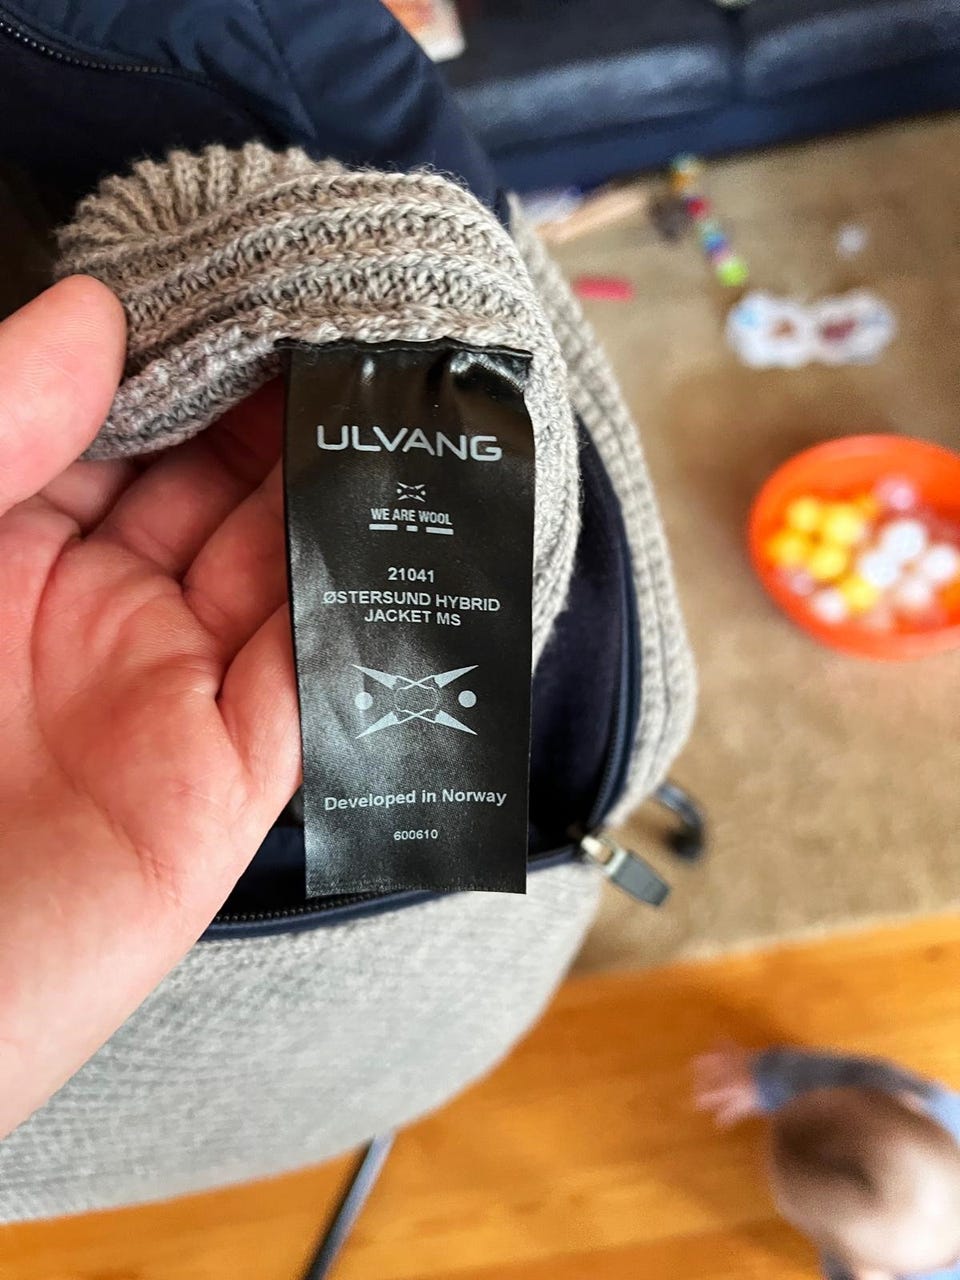 ULVANG
WE ARE WOOL
21041
ØSTERSUND HYBRID
JACKET MS
Developed in Norway
600610